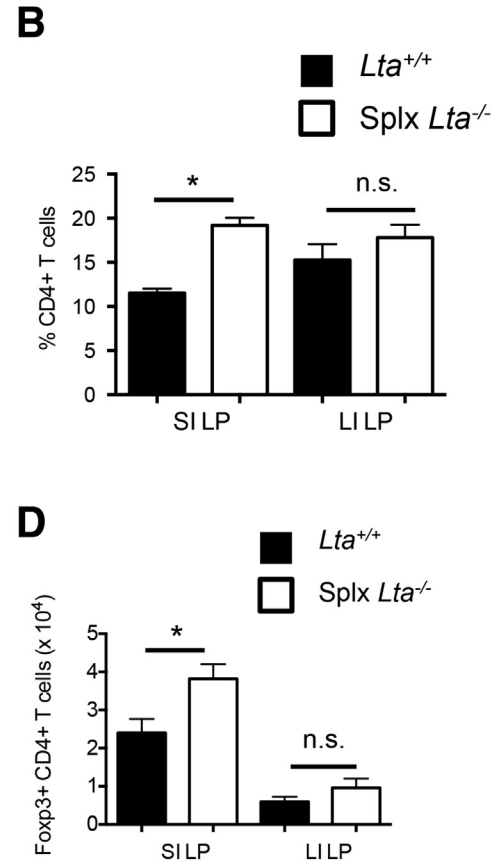 B
Lta+/+
Splx Lta-/-
% CD4+ T cells
25
20
15
10
5
0
*
n.s.
SI LP
LI LP
D
Lta+/+
Splx Lta-/-
Foxp3+ CD4+ T cells (x 10⁴)
5
4
3
2
1
0
*
n.s.
SI LP
LI LP